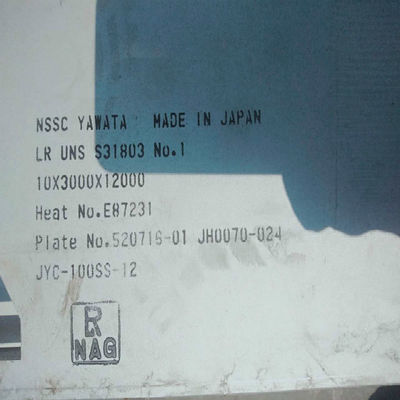 NSSC YAWATA MADE IN JAPAN
LR UNS S31803 No.1
10X3000X12000
Heat No.E87231
Plate No.520716-01 JH0070-024
JYC-100SS-12
LR
NAG